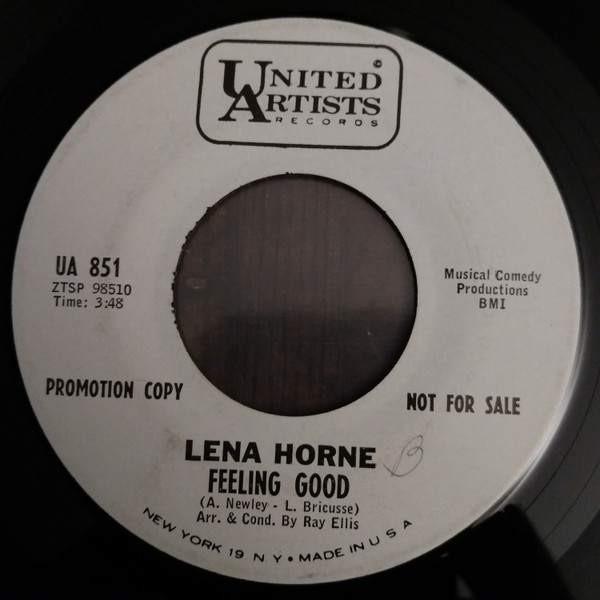 UNITED ©
ARTISTS
RECORDS
UA 851
ZTSP 98510
Time: 3:48
Musical Comedy
Productions
BMI
PROMOTION COPY
NOT FOR SALE
LENA HORNE B
FEELING GOOD
(A. Newley - L. Bricusse)
Arr. & Cond. By Ray Ellis
NEW YORK 19. N Y • MADE IN U S A